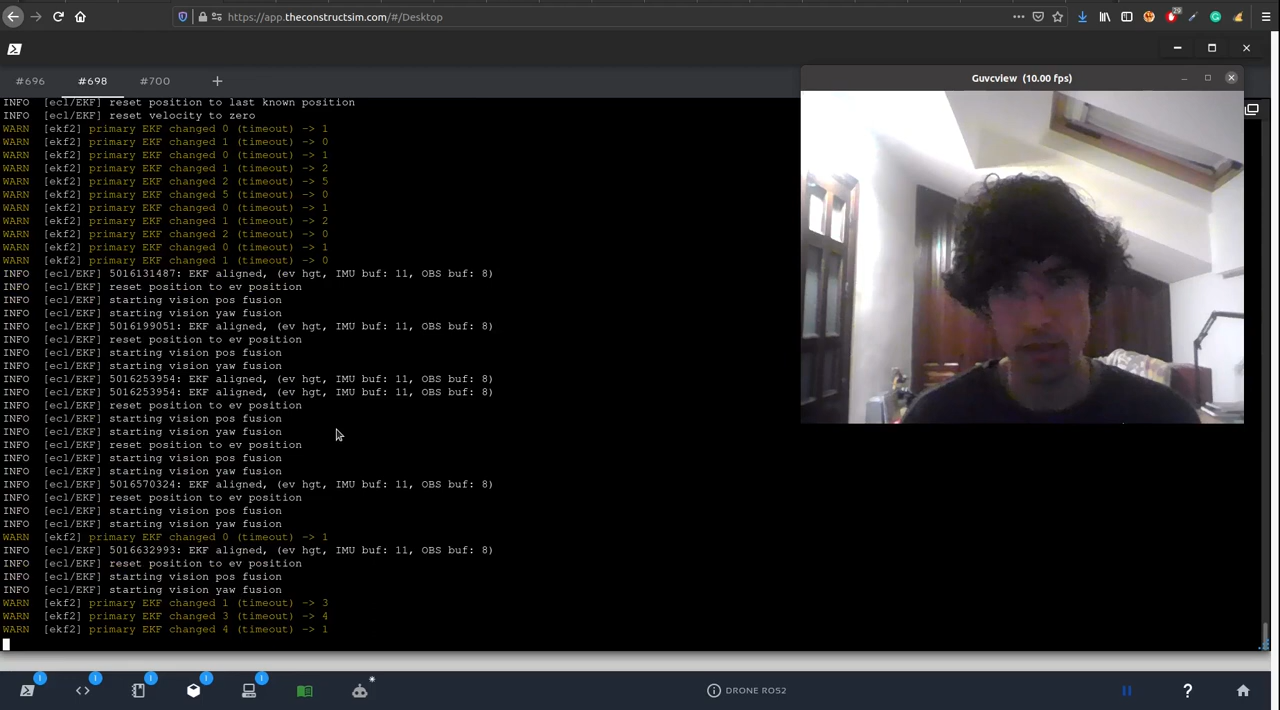 https://app.theconstructsim.com/#/Desktop
29
#696
#698
#700
+
Guvcview (10.00 fps)
INFO [ecl/EKF] reset position to last known position
INFO [ecl/EKF] reset velocity to zero
WARN [ekf2] primary EKF changed 0 (timeout) -> 1
WARN [ekf2] primary EKF changed 1 (timeout) -> 0
WARN [ekf2] primary EKF changed 0 (timeout) -> 1
WARN [ekf2] primary EKF changed 1 (timeout) -> 2
WARN [ekf2] primary EKF changed 2 (timeout) -> 5
WARN [ekf2] primary EKF changed 5 (timeout) -> 0
WARN [ekf2] primary EKF changed 0 (timeout) -> 1
WARN [ekf2] primary EKF changed 1 (timeout) -> 2
WARN [ekf2] primary EKF changed 2 (timeout) -> 0
WARN [ekf2] primary EKF changed 0 (timeout) -> 1
WARN [ekf2] primary EKF changed 1 (timeout) -> 0
INFO [ecl/EKF] 5016131487: EKF aligned, (ev hgt, IMU buf: 11, OBS buf: 8)
INFO [ecl/EKF] reset position to ev position
INFO [ecl/EKF] starting vision pos fusion
INFO [ecl/EKF] starting vision yaw fusion
INFO [ecl/EKF] 5016199051: EKF aligned, (ev hgt, IMU buf: 11, OBS buf: 8)
INFO [ecl/EKF] reset position to ev position
INFO [ecl/EKF] starting vision pos fusion
INFO [ecl/EKF] starting vision yaw fusion
INFO [ecl/EKF] 5016253954: EKF aligned, (ev hgt, IMU buf: 11, OBS buf: 8)
INFO [ecl/EKF] 5016253954: EKF aligned, (ev hgt, IMU buf: 11, OBS buf: 8)
INFO [ecl/EKF] reset position to ev position
INFO [ecl/EKF] starting vision pos fusion
INFO [ecl/EKF] starting vision yaw fusion
INFO [ecl/EKF] reset position to ev position
INFO [ecl/EKF] starting vision pos fusion
INFO [ecl/EKF] starting vision yaw fusion
INFO [ecl/EKF] 5016570324: EKF aligned, (ev hgt, IMU buf: 11, OBS buf: 8)
INFO [ecl/EKF] reset position to ev position
INFO [ecl/EKF] starting vision pos fusion
INFO [ecl/EKF] starting vision yaw fusion
WARN [ekf2] primary EKF changed 0 (timeout) -> 1
INFO [ecl/EKF] 5016632993: EKF aligned, (ev hgt, IMU buf: 11, OBS buf: 8)
INFO [ecl/EKF] reset position to ev position
INFO [ecl/EKF] starting vision pos fusion
INFO [ecl/EKF] starting vision yaw fusion
WARN [ekf2] primary EKF changed 1 (timeout) -> 3
WARN [ekf2] primary EKF changed 3 (timeout) -> 4
WARN [ekf2] primary EKF changed 4 (timeout) -> 1
DRONE ROS2
?